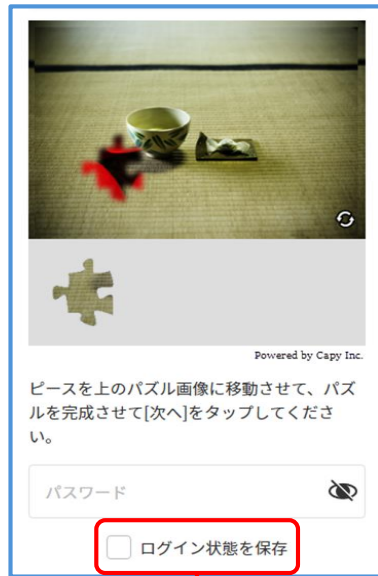 Powered by Capy Inc.
ピースを上のパズル画像に移動させて、パズ
ルを完成させて[次へ]をタップしてくださ
い。
パスワード
ログイン状態を保存